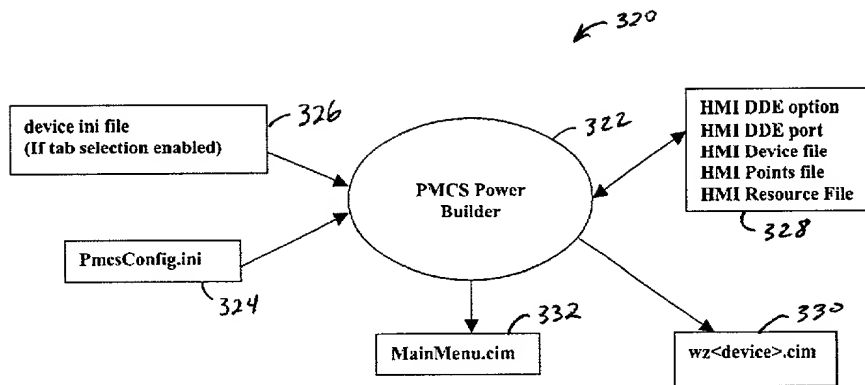 320
device ini file
(If tab selection enabled)
326
322
HMI DDE option
HMI DDE port
HMI Device file
HMI Points file
HMI Resource File
328
PMCS Power
Builder
PmcsConfig.ini
324
332
MainMenu.cim
330
wz<device>.cim